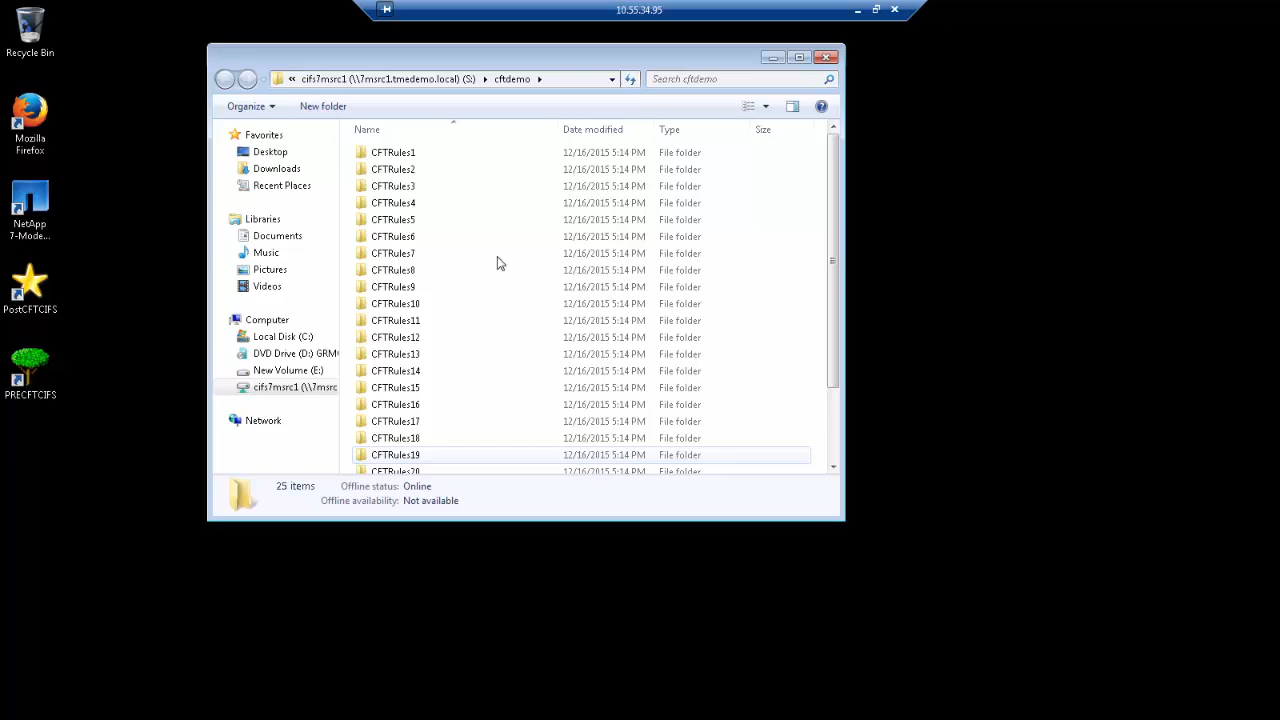 10.55.34.95
Recycle Bin
Mozilla
Firefox
NetApp
7-Mode...
PostCFTCIFS
PRECFTCIFS
« cifs7msrc1 (\\7msrc1.tmedemo.local) (S:) cftdemo
Search cftdemo
Organize New folder
Favorites
Desktop
Downloads
Recent Places
Libraries
Documents
Music
Pictures
Videos
Computer
Local Disk (C:)
DVD Drive (D:) GRM
New Volume (E:)
cifs7msrc1 (\\7msrc
Network
Name Date modified Type Size
CFTRules1 12/16/2015 5:14 PM File folder
CFTRules2 12/16/2015 5:14 PM File folder
CFTRules3 12/16/2015 5:14 PM File folder
CFTRules4 12/16/2015 5:14 PM File folder
CFTRules5 12/16/2015 5:14 PM File folder
CFTRules6 12/16/2015 5:14 PM File folder
CFTRules7 12/16/2015 5:14 PM File folder
CFTRules8 12/16/2015 5:14 PM File folder
CFTRules9 12/16/2015 5:14 PM File folder
CFTRules10 12/16/2015 5:14 PM File folder
CFTRules11 12/16/2015 5:14 PM File folder
CFTRules12 12/16/2015 5:14 PM File folder
CFTRules13 12/16/2015 5:14 PM File folder
CFTRules14 12/16/2015 5:14 PM File folder
CFTRules15 12/16/2015 5:14 PM File folder
CFTRules16 12/16/2015 5:14 PM File folder
CFTRules17 12/16/2015 5:14 PM File folder
CFTRules18 12/16/2015 5:14 PM File folder
CFTRules19 12/16/2015 5:14 PM File folder
CFTRules20 12/16/2015 5:14 PM File folder
25 items Offline status: Online
Offline availability: Not available